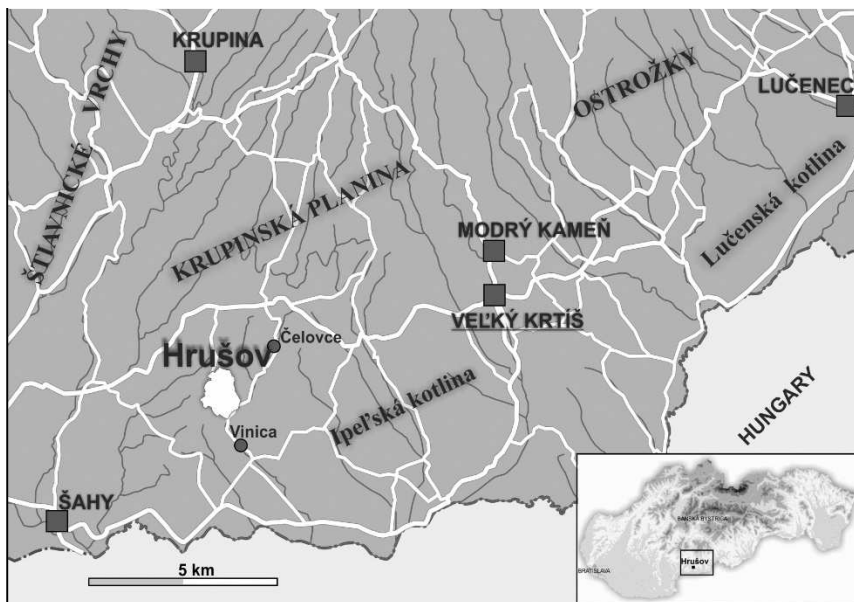 KRUPINA
ŠTIAVNICKÉ VRCHY
OSTROŽKY
LUČENEC
KRUPINSKÁ PLANINA
Lučenská kotlina
MODRÝ KAMEŇ
VEĽKÝ KRTÍŠ
Čelovce
Hrušov
Ipeľská kotlina
HUNGARY
Vinica
ŠAHY
5 km
BANSKÁ BYSTRICA
Hrušov
BRATISLAVA